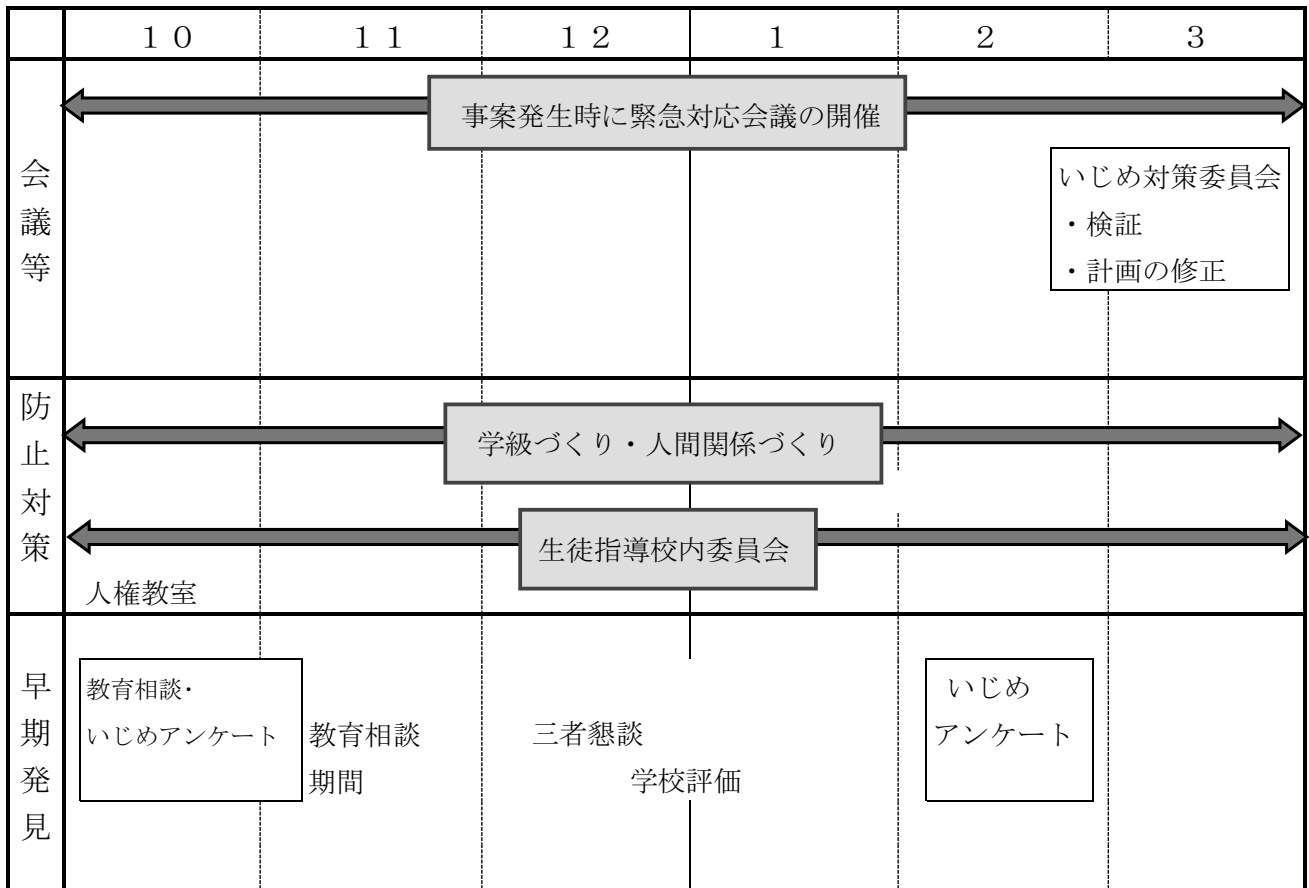 １０ １１ １２ １ ２ ３
会議等
事案発生時に緊急対応会議の開催
いじめ対策委員会
・検証
・計画の修正
防止対策
学級づくり・人間関係づくり
生徒指導校内委員会
人権教室
早期発見
教育相談・
いじめアンケート
教育相談
期間
三者懇談
学校評価
いじめ
アンケート